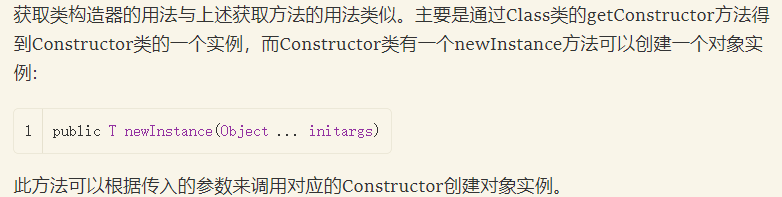 获取类构造器的用法与上述获取方法的用法类似。主要是通过Class类的getConstructor方法得
到Constructor类的一个实例，而Constructor类有一个newInstance方法可以创建一个对象实
例：
1 public T newInstance(Object ... initargs)
此方法可以根据传入的参数来调用对应的Constructor创建对象实例。